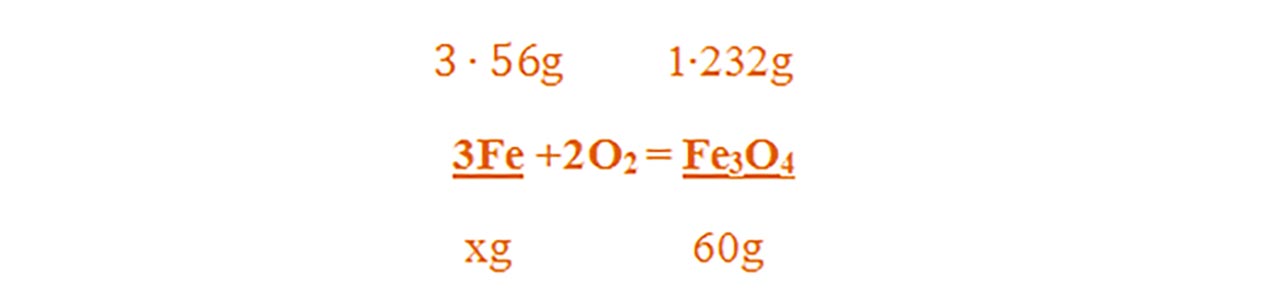 3 · 56g 1·232g
3Fe +2O₂ = Fe₃O₄
xg 60g